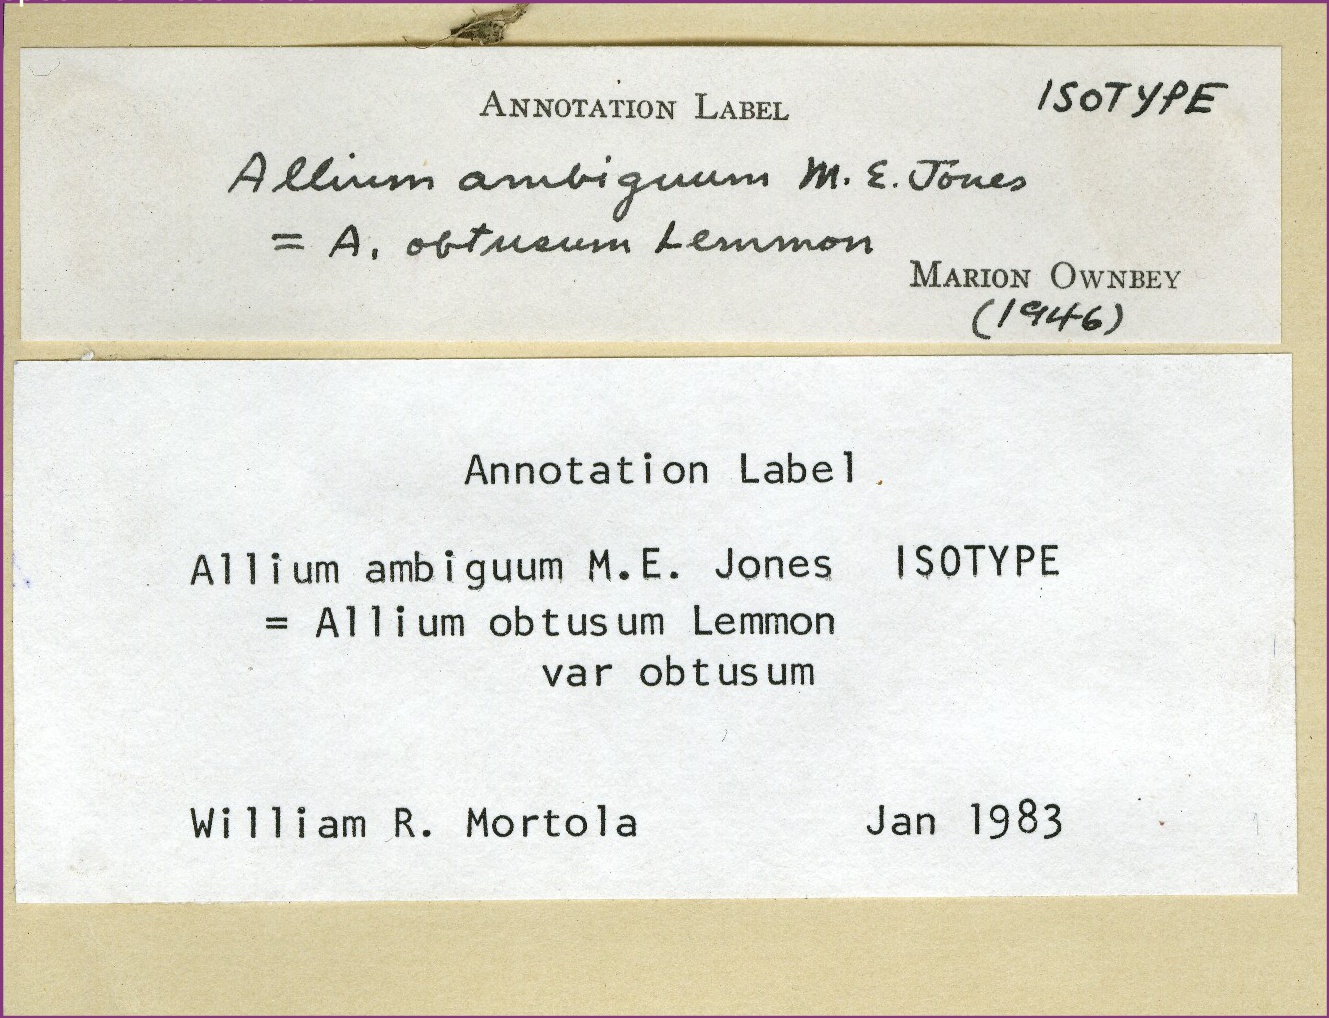 ANNOTATION LABEL ISOTYPE
Allium ambiguum M. E. Jones
= A. obtusum Lemmon
MARION OWNBEY
(1946)
Annotation Label
Allium ambiguum M.E. Jones ISOTYPE
= Allium obtusum Lemmon
var obtusum
William R. Mortola Jan 1983